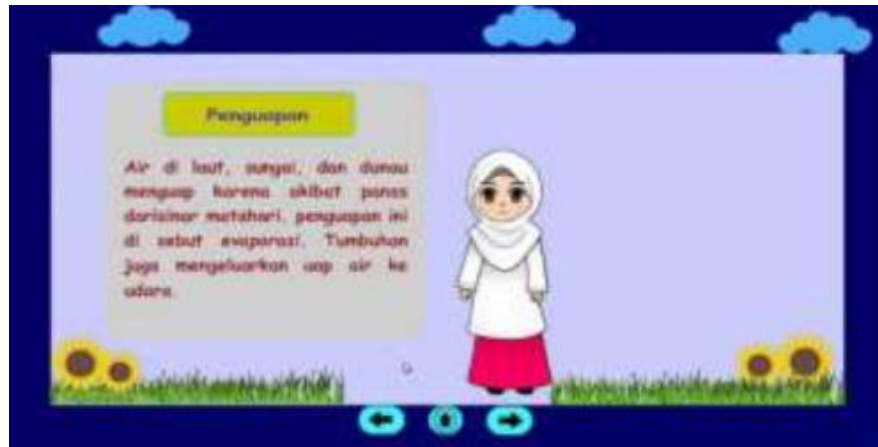 Penguapan
Air di laut, sungai, dan danau
menguap karena akibat panas
darisinar matahari. penguapan ini
di sebut evaporasi. Tumbuhan
juga mengeluarkan uap air ke
udara.